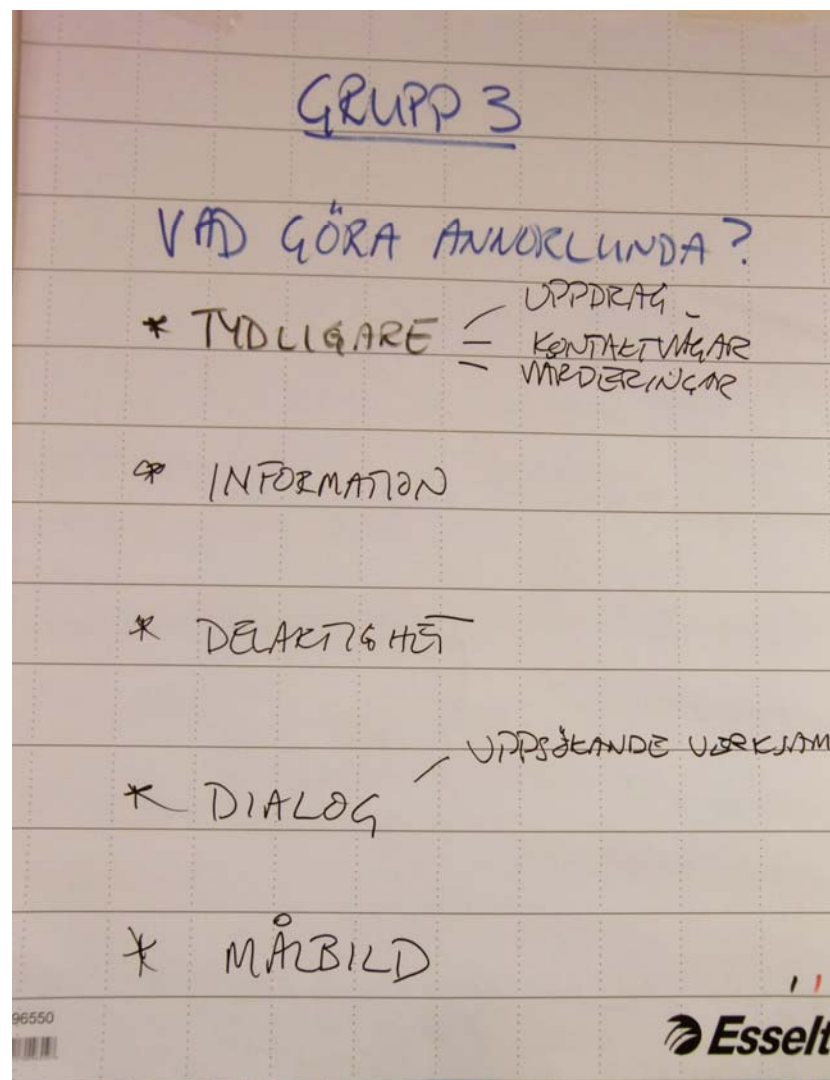 GRUPP 3
VAD GÖRA ANNORLUNDA?
* TYDLIGARE
UPPDRAG
KONTAKTVÄGAR
VÄRDERINGAR
* INFORMATION
* DELAKTIGHET
* DIALOG
UPPSÖKANDE VERKSAM
* MÅLBILD
96550
Esselt